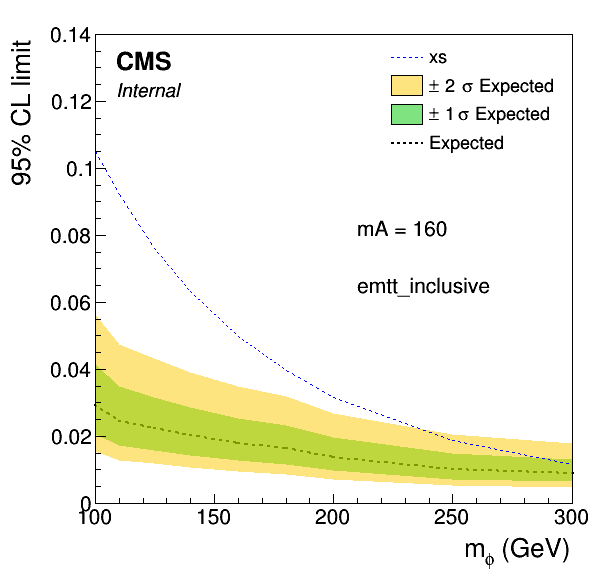 0.14
0.12
0.1
0.08
0.06
0.04
0.02
0
95% CL limit
CMS
Internal
xs
± 2 σ Expected
± 1 σ Expected
Expected
mA = 160
emtt_inclusive
100 150 200 250 300
mϕ (GeV)